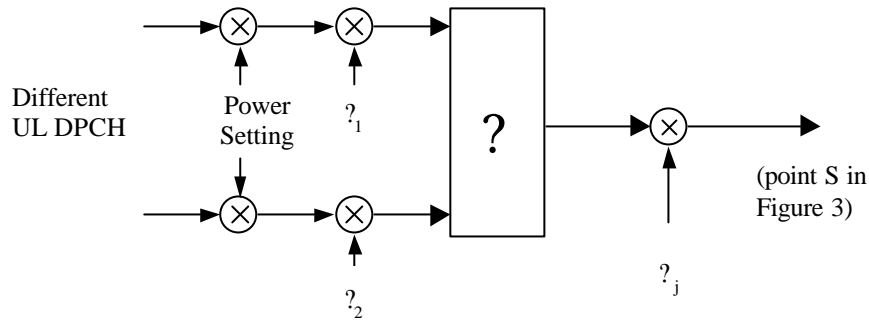 Different
UL DPCH
Power
Setting
?1
?
?2
?j
(point S in
Figure 3)